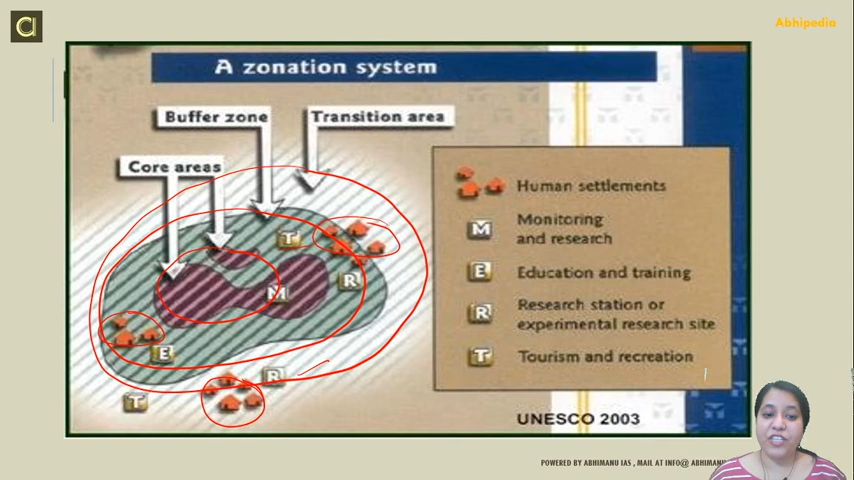 Abhipedia
A zonation system
Buffer zone
Transition area
Core areas
Human settlements
M
Monitoring
and research
E
Education and training
R
Research station or
experimental research site
T
Tourism and recreation
T
R
M
E
R
T
UNESCO 2003
POWERED BY ABHIMANU IAS , MAIL AT INFO@ ABHIMANU